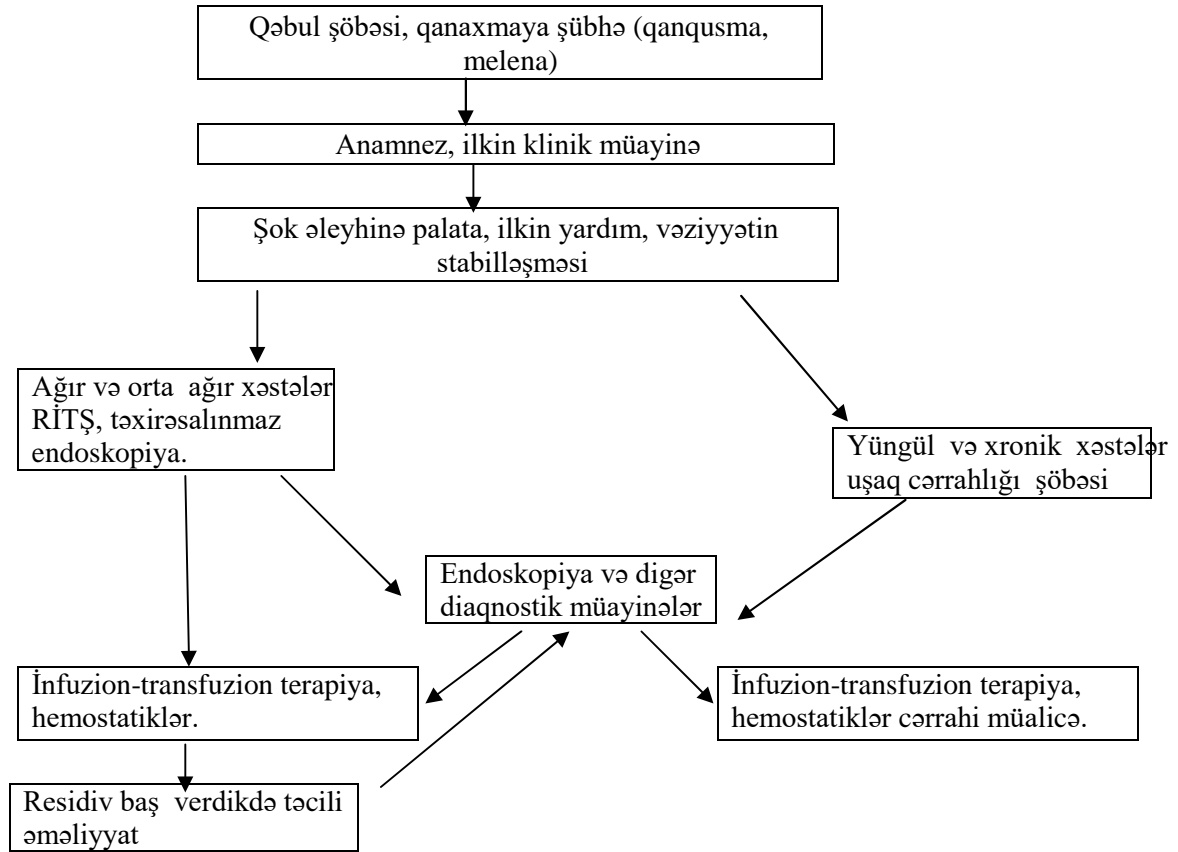 Qəbul şöbəsi, qanaxmaya şübhə (qanqusma,
melena)
Anamnez, ilkin klinik müayinə
Şok əleyhinə palata, ilkin yardım, vəziyyətin
stabilləşməsi
Ağır və orta ağır xəstələr
RİTŞ, təxirəsalınmaz
endoskopiya.
Yüngül və xronik xəstələr
uşaq cərrahlığı şöbəsi
Endoskopiya və digər
diaqnostik müayinələr
İnfuzion-transfuzion terapiya,
hemostatiklər.
İnfuzion-transfuzion terapiya,
hemostatiklər cərrahi müalicə.
Residiv baş verdikdə təcili
əməliyyat